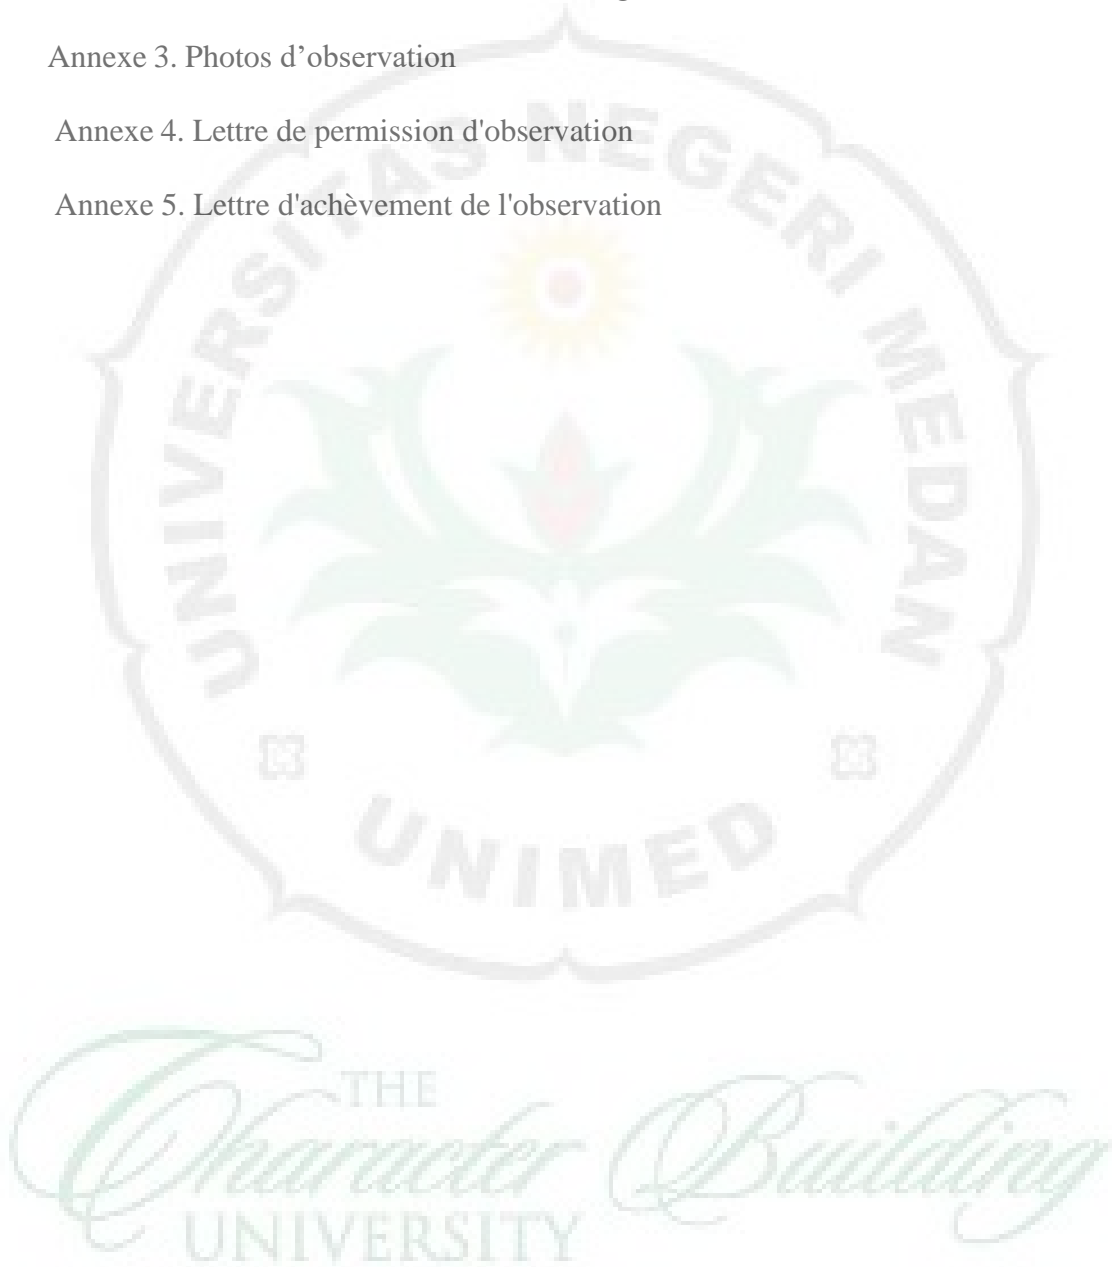 Annexe 3. Photos d’observation
Annexe 4. Lettre de permission d'observation
Annexe 5. Lettre d'achèvement de l'observation
UNIVERSITAS NEGERI MEDAN
UNIMED
THE
Character Building
UNIVERSITY